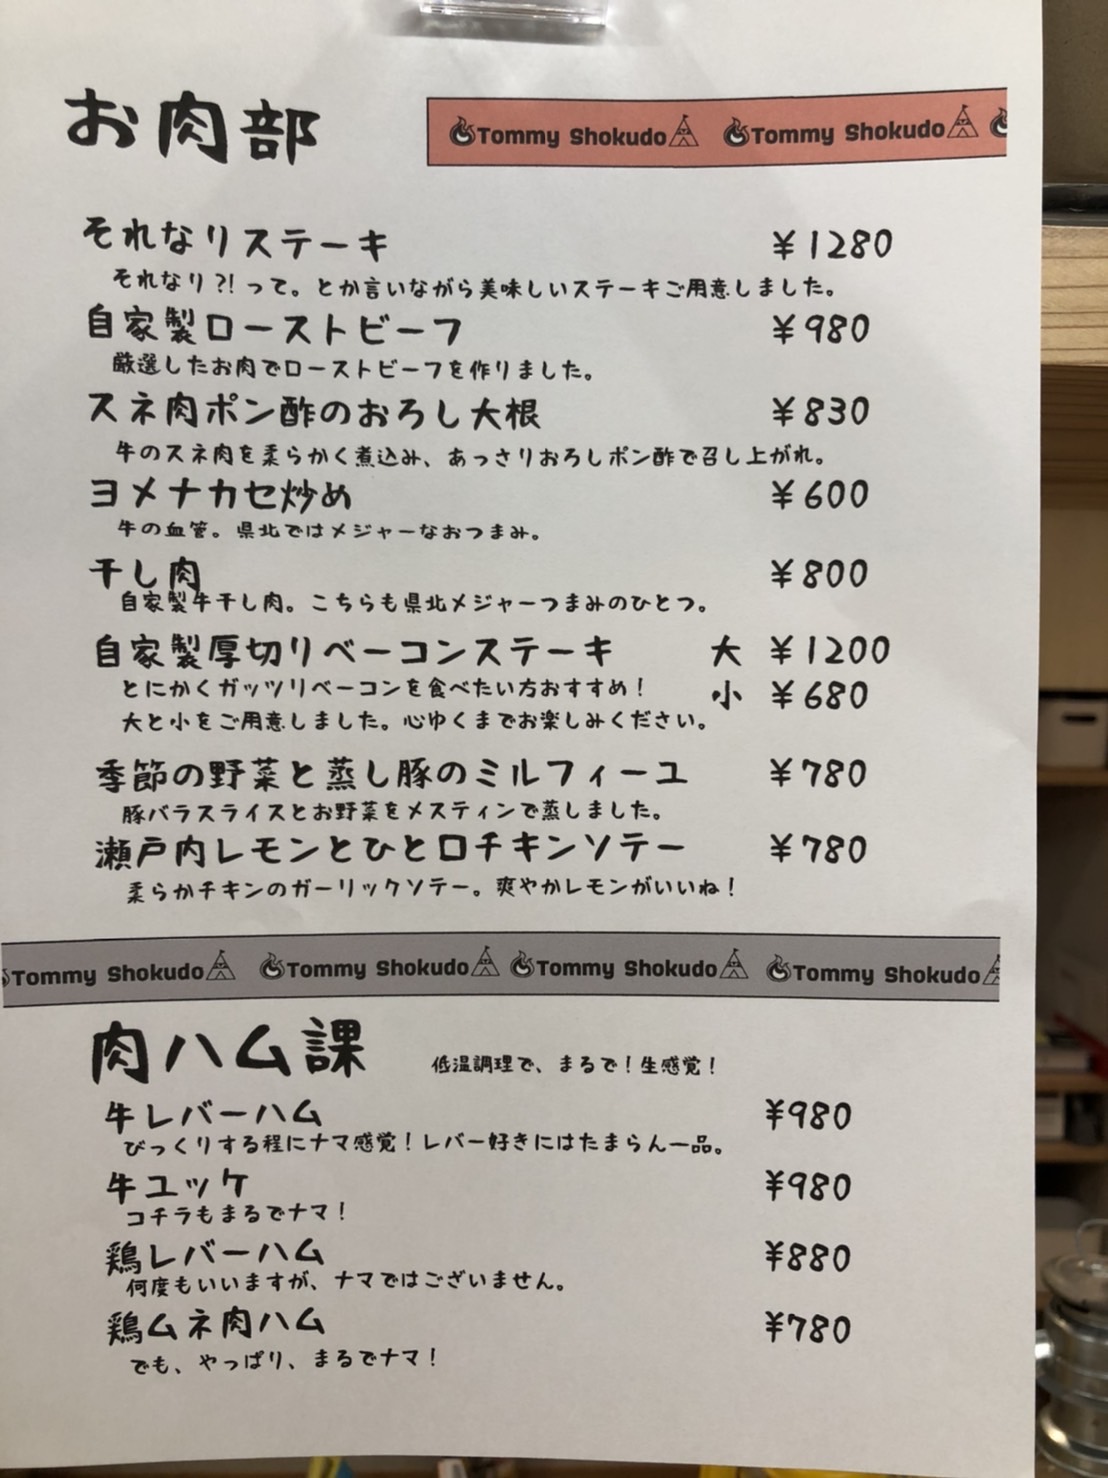 お肉部
Tommy Shokudo Tommy Shokudo
それなりステーキ ¥1280
それなり?!って。とか言いながら美味しいステーキご用意しました。
自家製ローストビーフ ¥980
厳選したお肉でローストビーフを作りました。
スネ肉ポン酢のおろし大根 ¥830
牛のスネ肉を柔らかく煮込み、あっさりおろしポン酢で召し上がれ。
ヨメナカセ炒め ¥600
牛の血管。県北ではメジャーなおつまみ。
干し肉 ¥800
自家製牛干し肉。こちらも県北メジャーつまみのひとつ。
自家製厚切りベーコンステーキ 大 ¥1200
とにかくガッツリベーコンを食べたい方おすすめ! 小 ¥680
大と小をご用意しました。心ゆくまでお楽しみください。
季節の野菜と蒸し豚のミルフィーユ ¥780
豚バラスライスとお野菜をメスティンで蒸しました。
瀬戸内レモンとひと口チキンソテー ¥780
柔らかチキンのガーリックソテー。爽やかレモンがいいね!
Tommy Shokudo Tommy Shokudo Tommy Shokudo Tommy Shokudo
肉ハム課 低温調理で、まるで!生感覚!
牛レバーハム ¥980
びっくりする程にナマ感覚!レバー好きにはたまらん一品。
牛ユッケ ¥980
コチラもまるでナマ!
鶏レバーハム ¥880
何度もいいますが、ナマではございません。
鶏ムネ肉ハム ¥780
でも、やっぱり、まるでナマ!